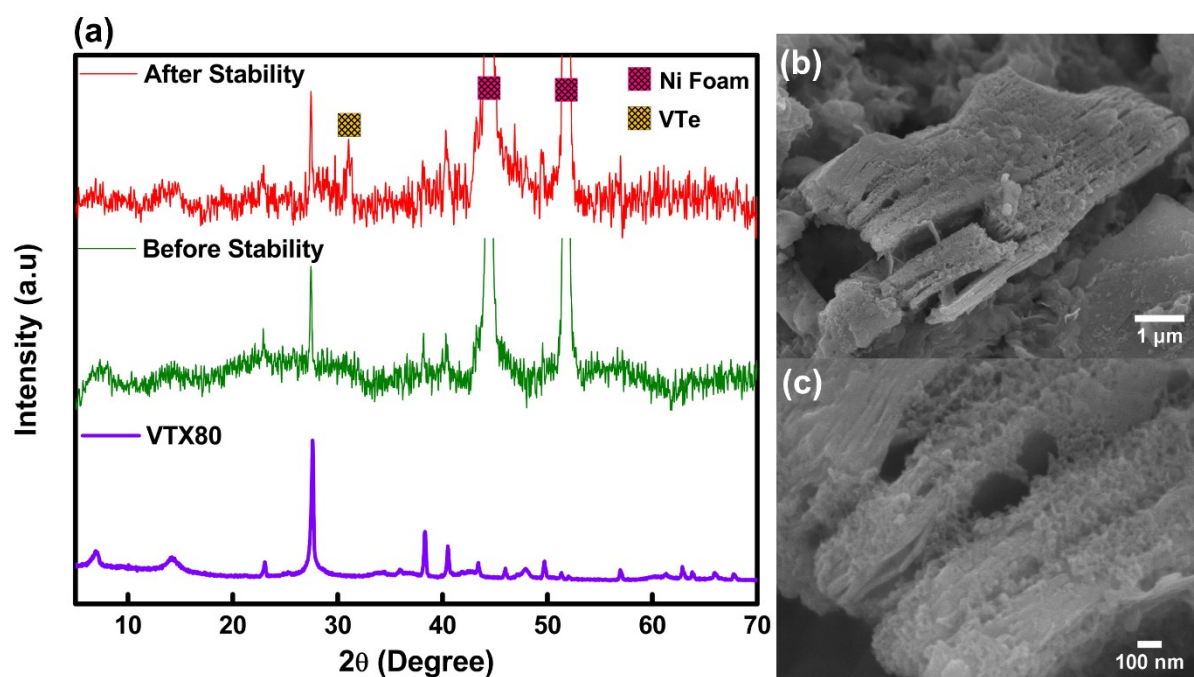 (a)
After Stability
Ni Foam
VTe
Before Stability
VTX80
Intensity (a.u)
10 20 30 40 50 60 70
2θ (Degree)
(b)
1 µm
(c)
100 nm